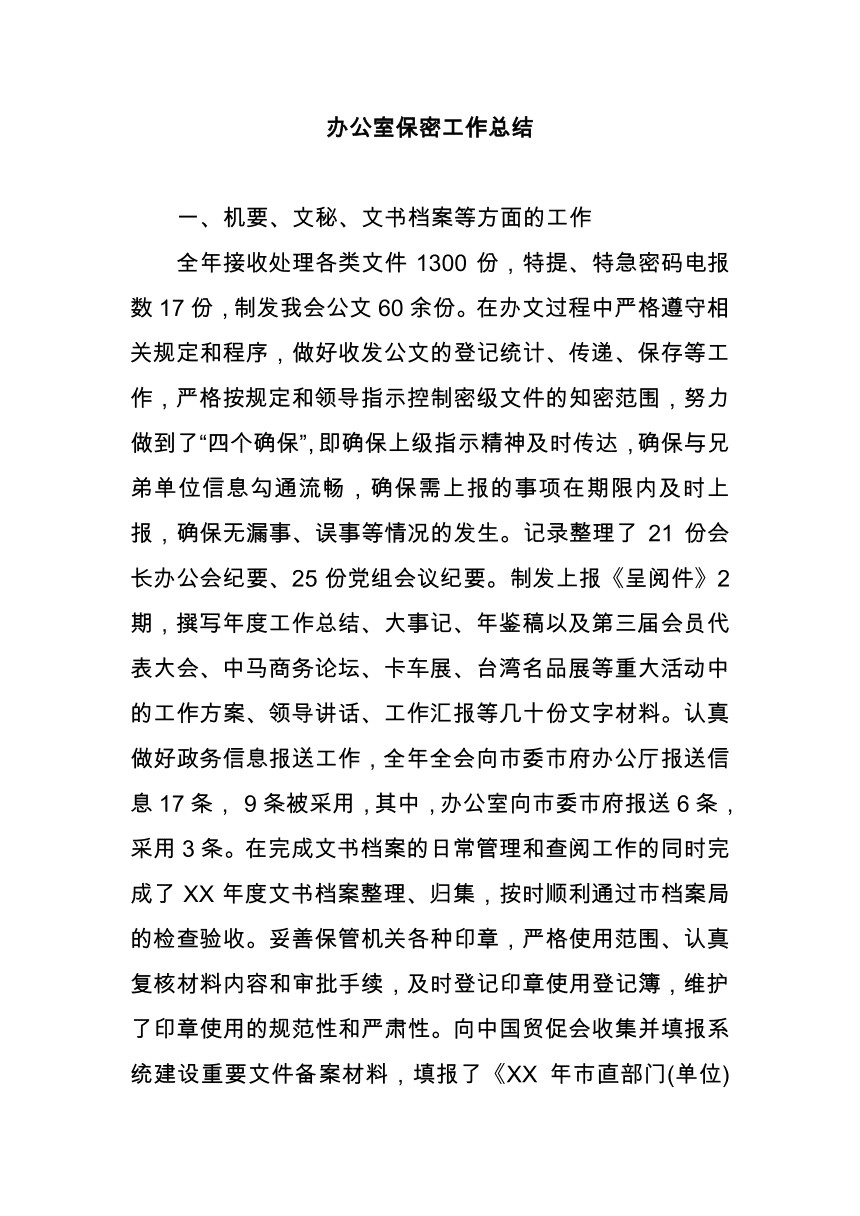 办公室保密工作总结
一、机要、文秘、文书档案等方面的工作
全年接收处理各类文件 1300 份，特提、特急密码电报
数 17 份，制发我会公文 60 余份。在办文过程中严格遵守相
关规定和程序，做好收发公文的登记统计、传递、保存等工
作，严格按规定和领导指示控制密级文件的知密范围，努力
做到了“四个确保”，即确保上级指示精神及时传达，确保与兄
弟单位信息勾通流畅，确保需上报的事项在期限内及时上
报，确保无漏事、误事等情况的发生。记录整理了 21 份会
长办公会纪要、25 份党组会议纪要。制发上报《呈阅件》2
期，撰写年度工作总结、大事记、年鉴稿以及第三届会员代
表大会、中马商务论坛、卡车展、台湾名品展等重大活动中
的工作方案、领导讲话、工作汇报等几十份文字材料。认真
做好政务信息报送工作，全年全会向市委市府办公厅报送信
息 17 条， 9 条被采用，其中，办公室向市委市府报送 6 条，
采用 3 条。在完成文书档案的日常管理和查阅工作的同时完
成了 XX 年度文书档案整理、归集，按时顺利通过市档案局
的检查验收。妥善保管机关各种印章，严格使用范围、认真
复核材料内容和审批手续，及时登记印章使用登记簿，维护
了印章使用的规范性和严肃性。向中国贸促会收集并填报系
统建设重要文件备案材料，填报了《XX 年市直部门(单位)